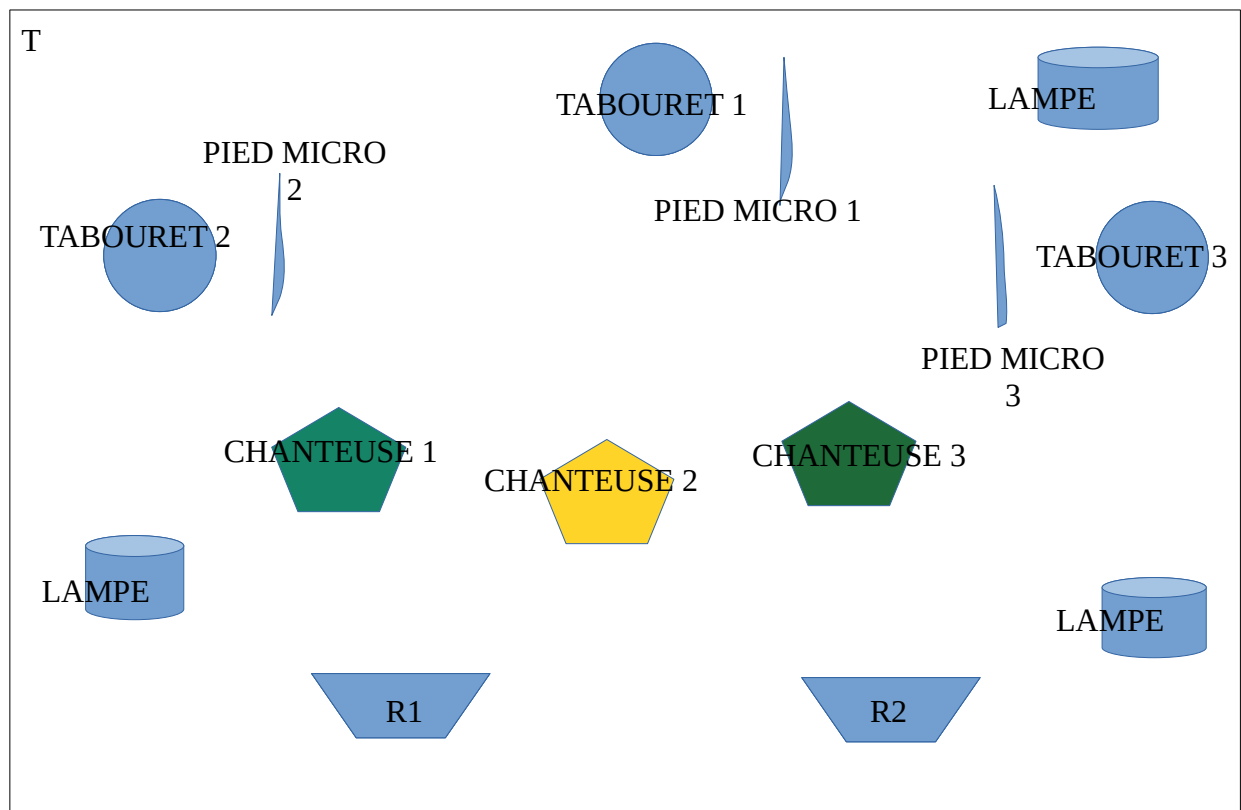 T
TABOURET 1
LAMPE
PIED MICRO
2
PIED MICRO 1
TABOURET 2
TABOURET 3
PIED MICRO
3
CHANTEUSE 1
CHANTEUSE 2
CHANTEUSE 3
LAMPE
LAMPE
R1
R2